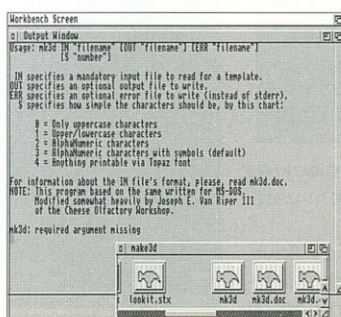 Workbench Screen
Output Window
Usage: mk3d IN "filename" [OUT "filename"] [ERR "filename"]
[S "number"]
IN specifies a mandatory input file to read for a template.
OUT specifies an optional output file to write.
ERR specifies an optional error file to write (instead of stderr).
S specifies how simple the characters should be, by this chart:
0 = Only uppercase characters
1 = Upper/lowercase characters
2 = AlphaNumeric characters
3 = AlphaNumeric characters with symbols (default)
4 = Anything printable via Topaz font
For information about the IN file's format, please, read mk3d.doc.
NOTE: This program based on the same written for MS-DOS.
Modified somewhat heavily by Joseph E. Van Riper III
of the Cheese Olfactory Workshop.
mk3d: required argument missing
make3d
lookit.stx mk3d mk3d.doc mk3d.